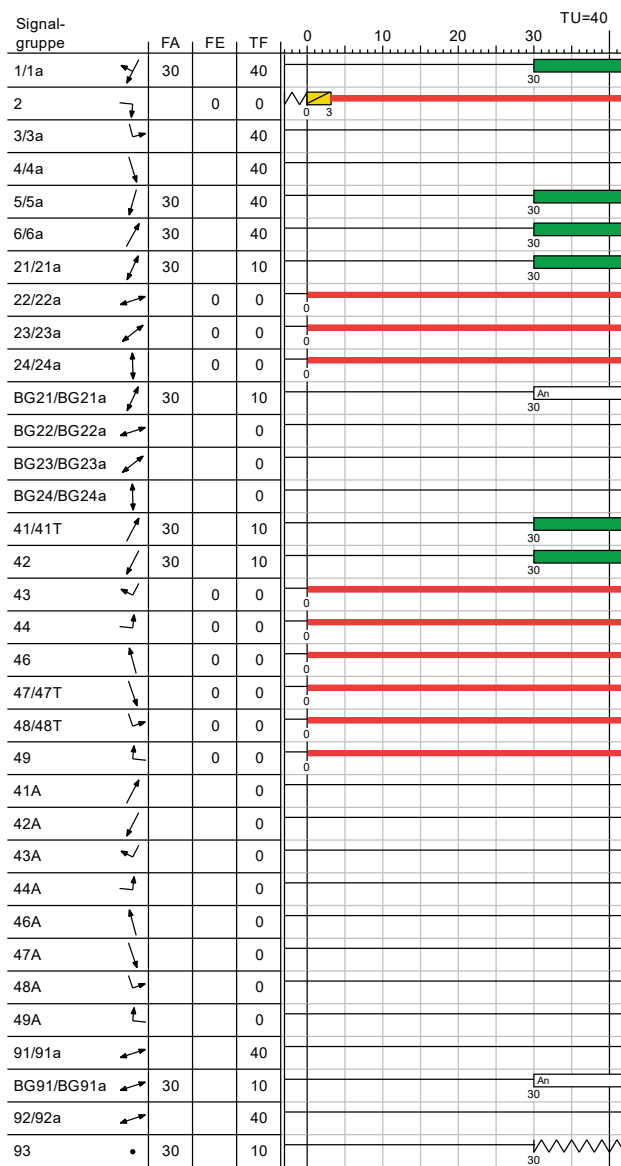 TU=40
Signal-
gruppe FA FE TF 0 10 20 30 40
1/1a 30 40
30
2 0 0
0 3
3/3a 40
4/4a 40
5/5a 30 40
30
6/6a 30 40
30
21/21a 30 10
30
22/22a 0 0
0
23/23a 0 0
0
24/24a 0 0
0
BG21/BG21a 30 10 An
30
BG22/BG22a 0
BG23/BG23a 0
BG24/BG24a 0
41/41T 30 10
30
42 30 10
30
43 0 0
0
44 0 0
0
46 0 0
0
47/47T 0 0
0
48/48T 0 0
0
49 0 0
0
41A 0
42A 0
43A 0
44A 0
46A 0
47A 0
48A 0
49A 0
91/91a 40
BG91/BG91a 30 10 An
30
92/92a 40
93 30 10
30